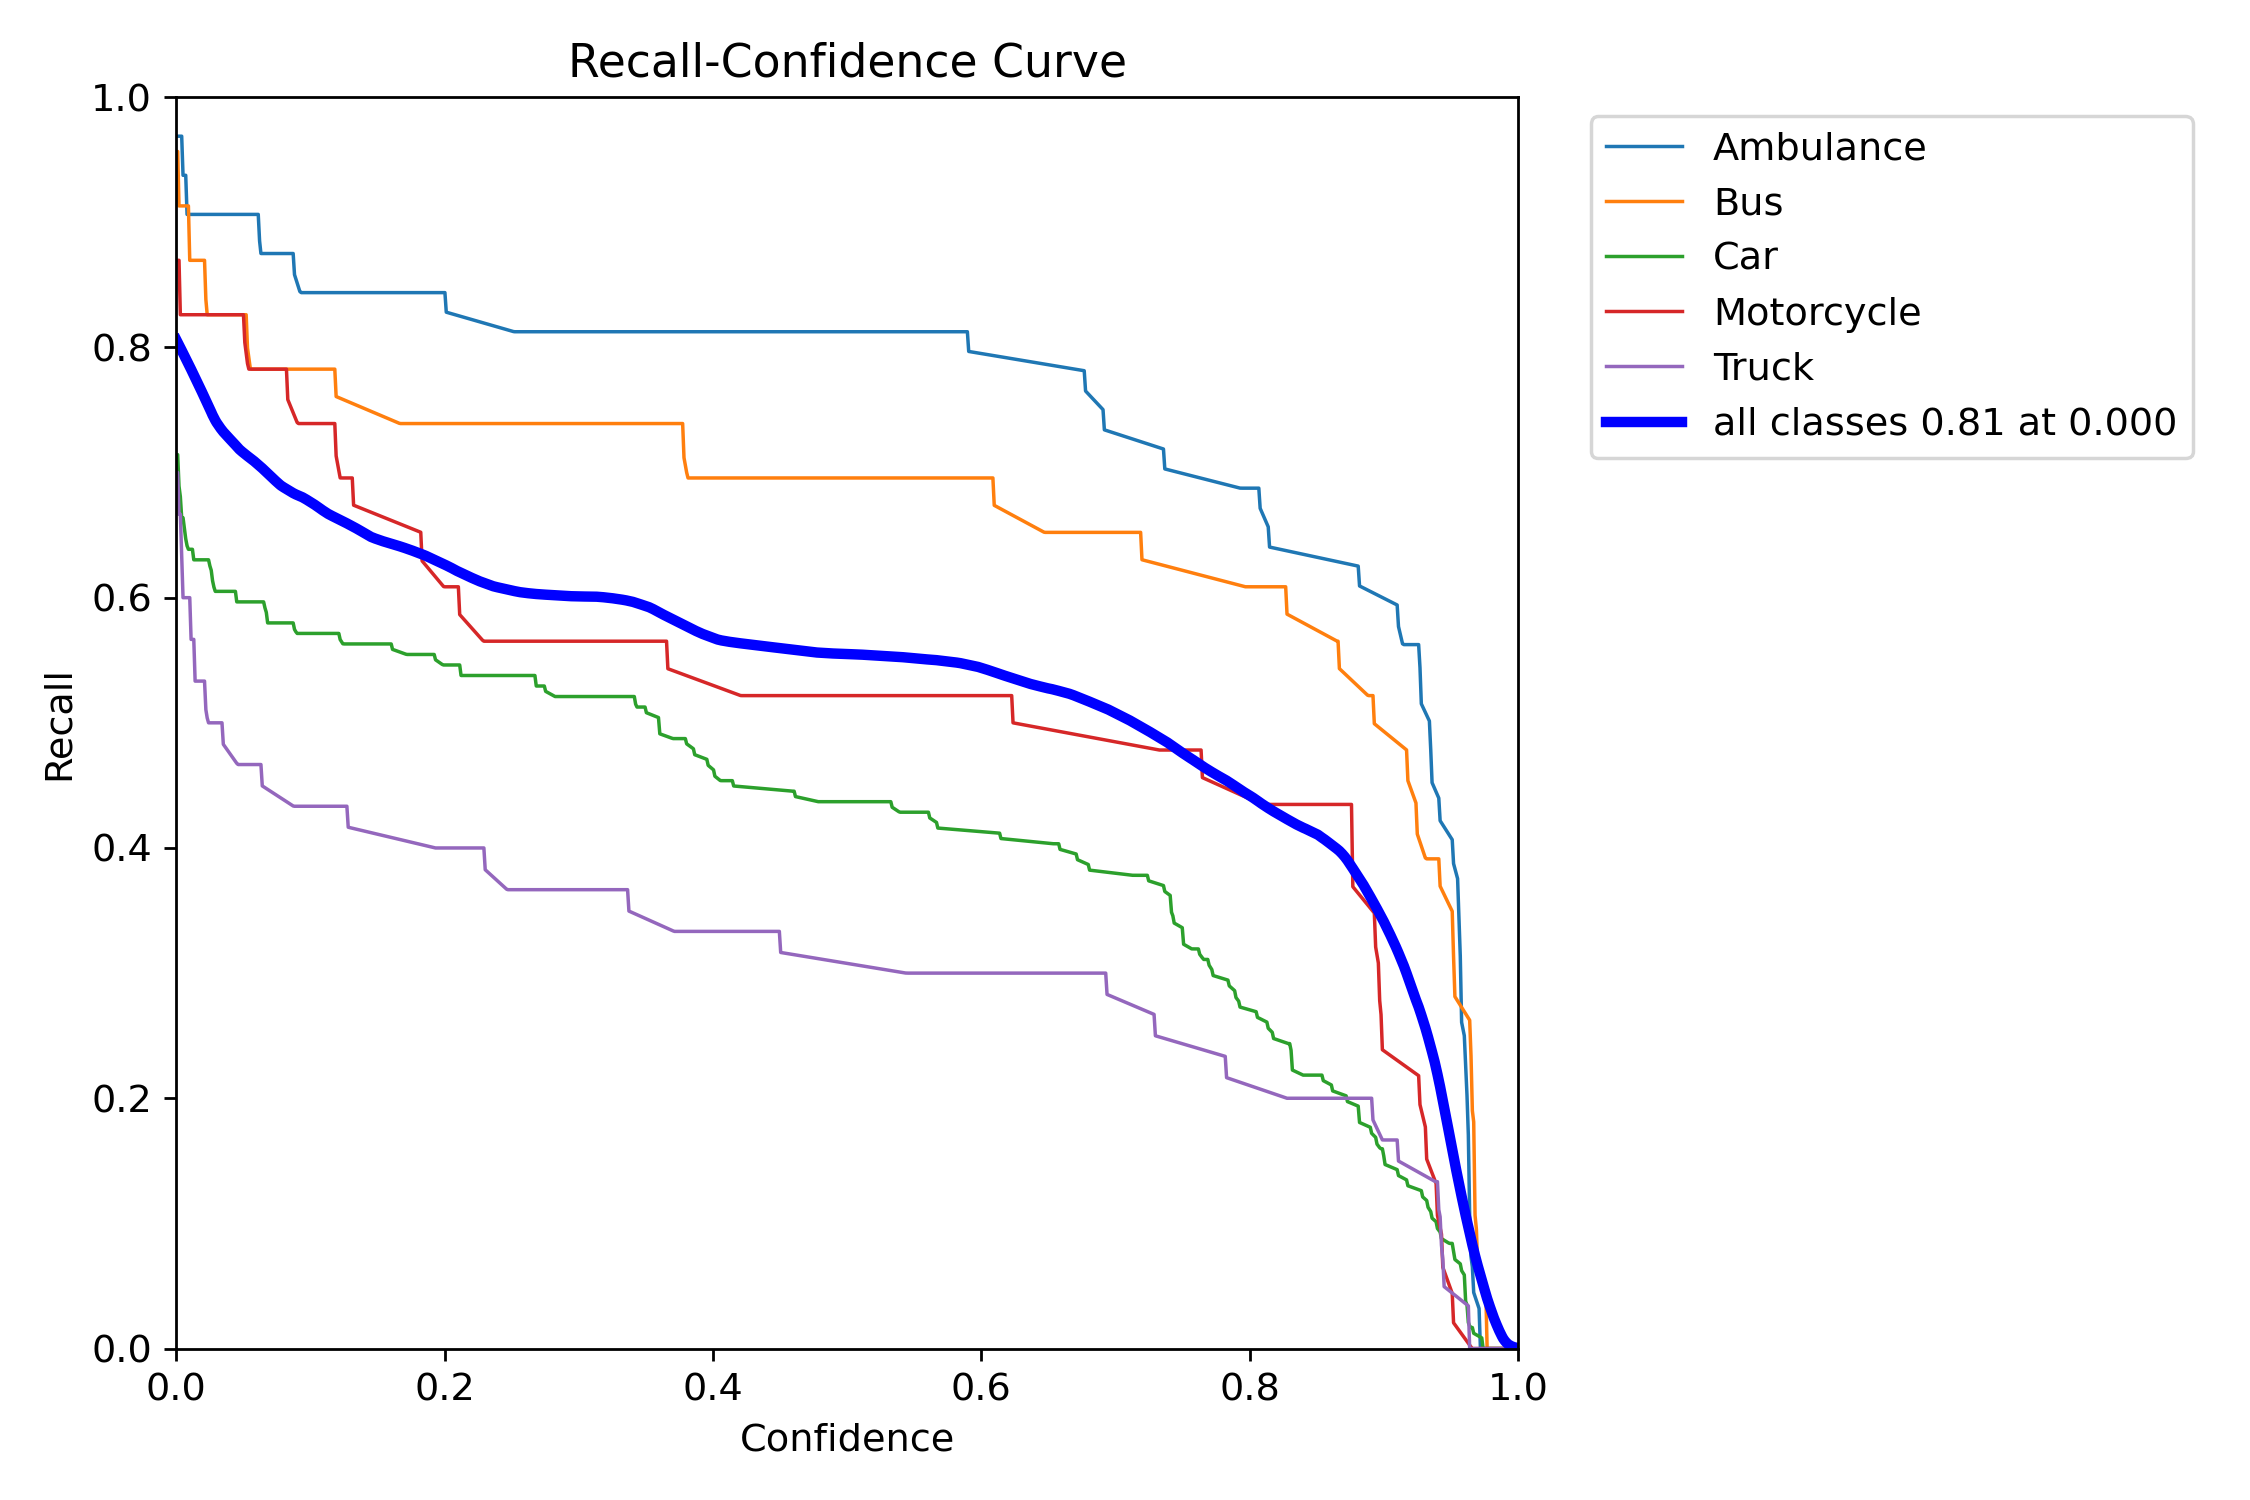 Recall-Confidence Curve
1.0
0.8
0.6
0.4
0.2
0.0
Recall
0.0 0.2 0.4 0.6 0.8 1.0
Confidence
Ambulance
Bus
Car
Motorcycle
Truck
all classes 0.81 at 0.000